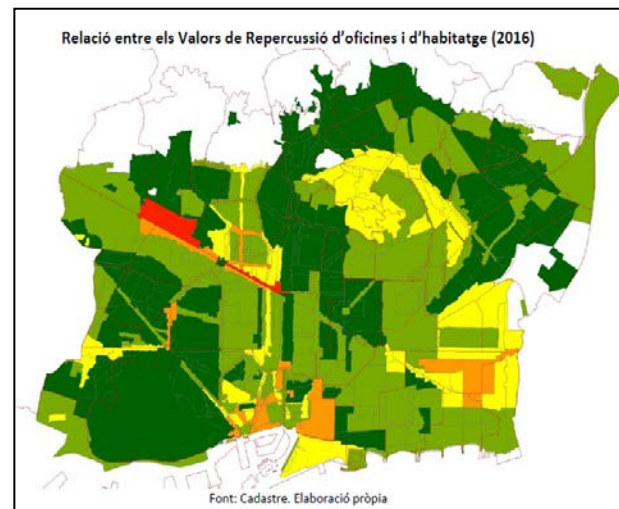 Relació entre els Valors de Repercussió d'oficines i d'habitatge (2016)
Font: Cadastre. Elaboració pròpia